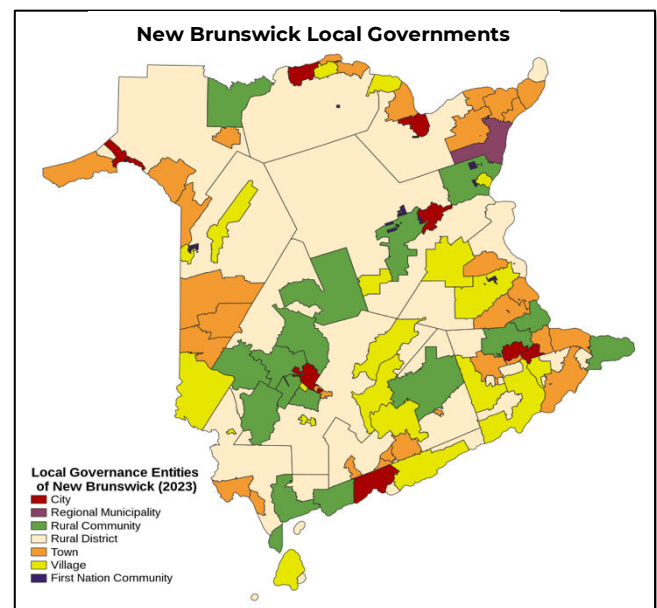 New Brunswick Local Governments
Local Governance Entities
of New Brunswick (2023)
City
Regional Municipality
Rural Community
Rural District
Town
Village
First Nation Community